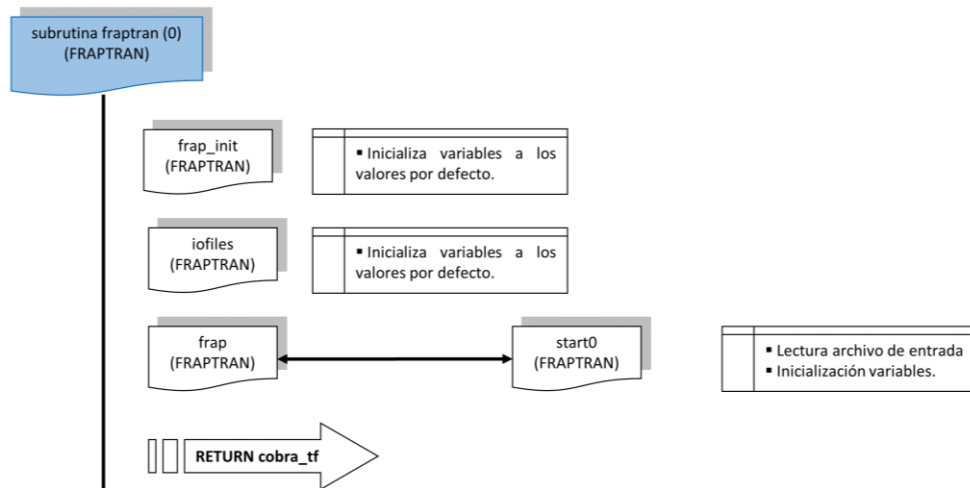 subrutina fraptran (0)
(FRAPTRAN)
frap_init
(FRAPTRAN)
▪ Inicializa variables a los
valores por defecto.
iofiles
(FRAPTRAN)
▪ Inicializa variables a los
valores por defecto.
frap
(FRAPTRAN)
start0
(FRAPTRAN)
▪ Lectura archivo de entrada
▪ Inicialización variables.
RETURN cobra_tf